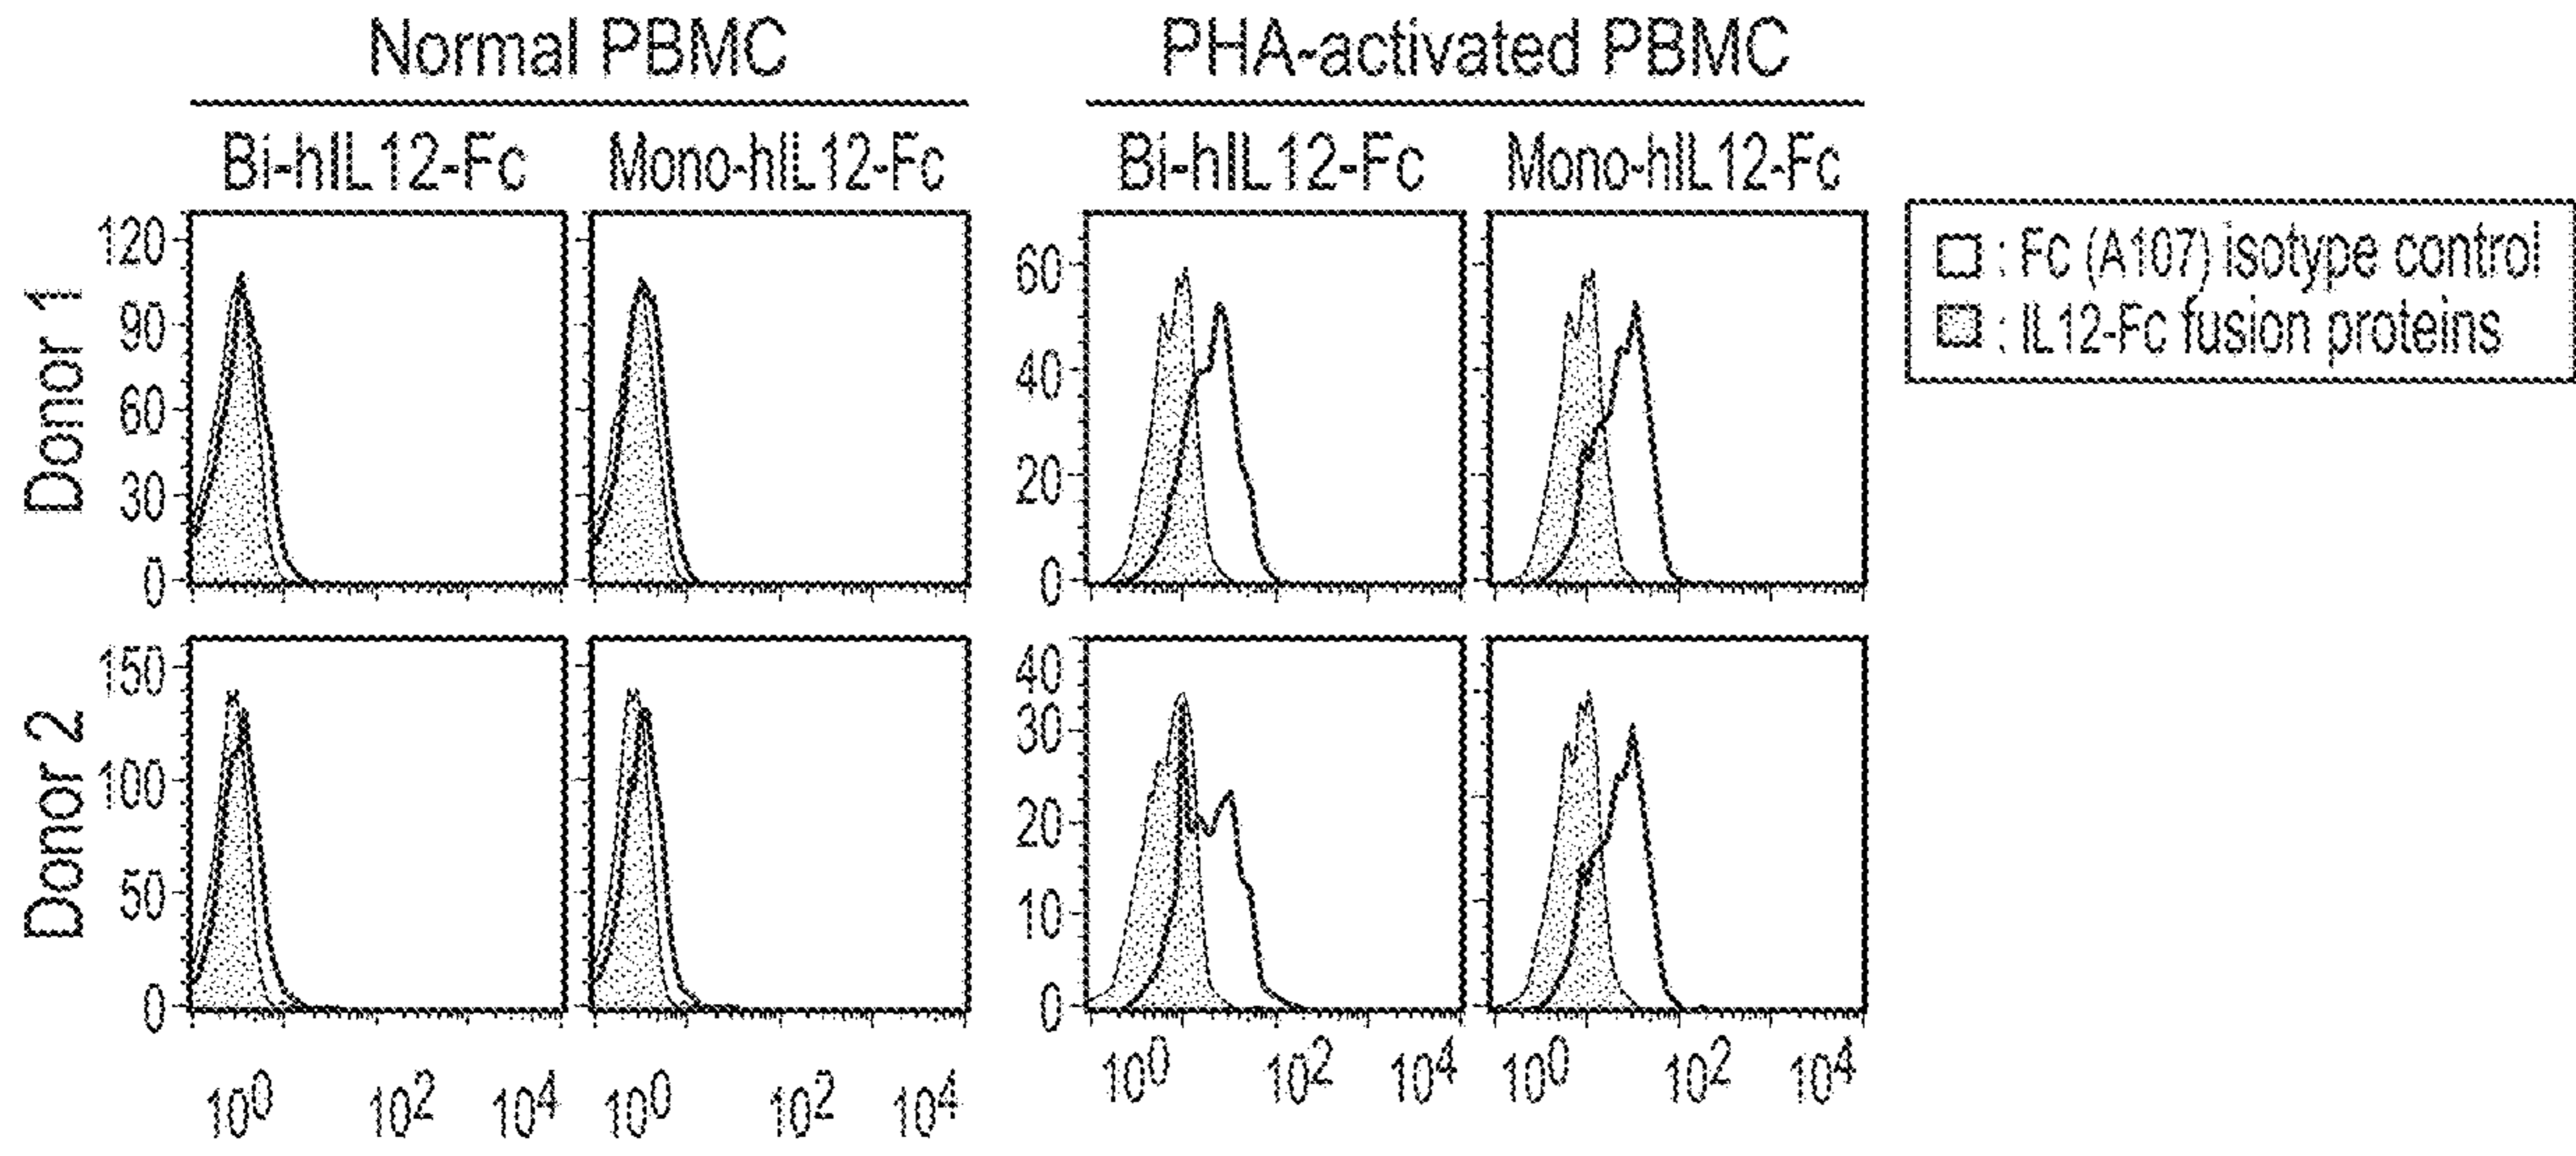 Normal PBMC
PHA-activated PBMC
Bi-hIL12-Fc
Mono-hIL12-Fc
Bi-hIL12-Fc
Mono-hIL12-Fc
Donor 1
120
90
60
30
0
60
40
20
0
: Fc (A107) isotype control
: IL12-Fc fusion proteins
Donor 2
150
100
50
0
40
30
20
10
0
10⁰ 10² 10⁴
10⁰ 10² 10⁴
10⁰ 10² 10⁴
10⁰ 10² 10⁴